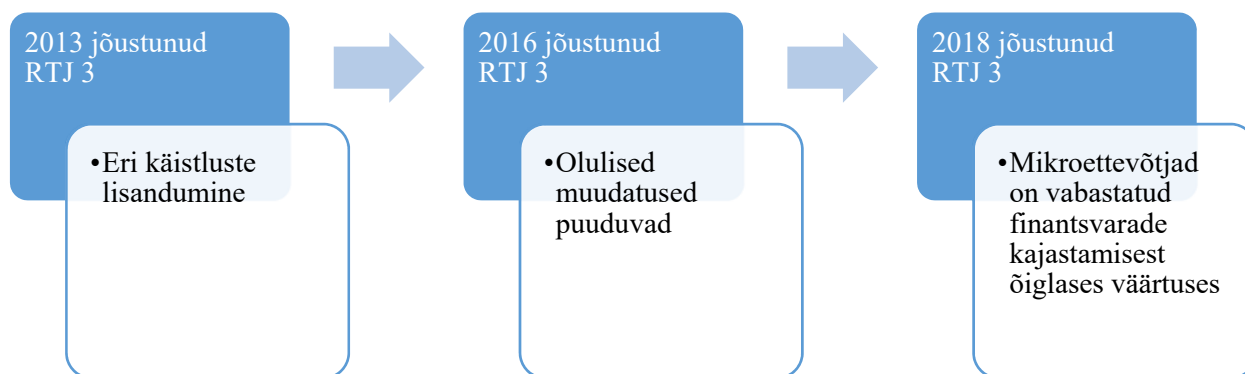 2013 jõustunud
RTJ 3
•Eri käistluste
lisandumine
2016 jõustunud
RTJ 3
•Olulised
muudatused
puuduvad
2018 jõustunud
RTJ 3
•Mikroettevõtjad
on vabastatud
finantsvarade
kajastamisest
õiglases väärtuses